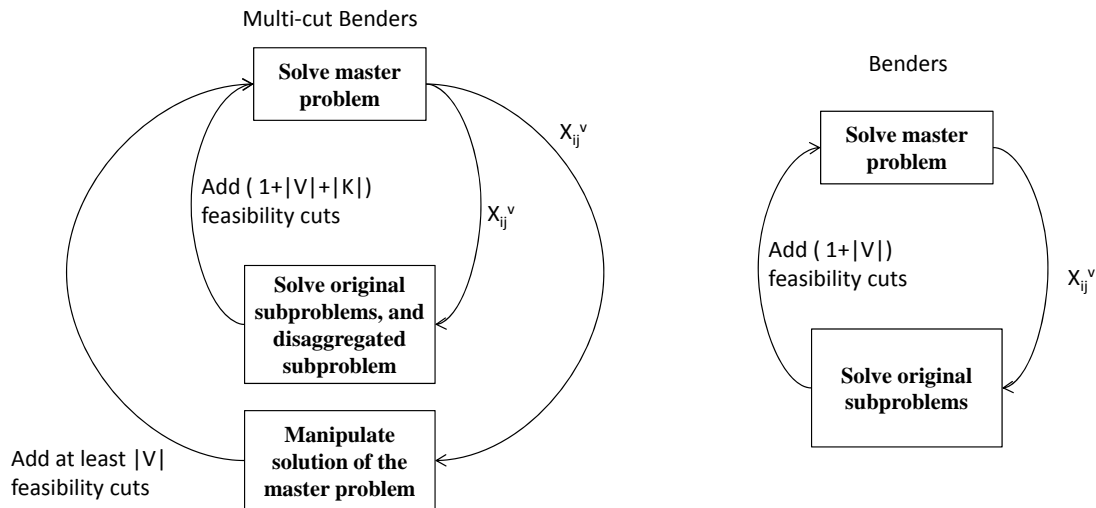 Multi-cut Benders
Solve master
problem
X_ij^v
Add ( 1+|V|+|K|)
feasibility cuts
X_ij^v
Solve original
subproblems, and
disaggregated
subproblem
Manipulate
solution of the
master problem
Add at least |V|
feasibility cuts
Benders
Solve master
problem
Add ( 1+|V|)
feasibility cuts
X_ij^v
Solve original
subproblems